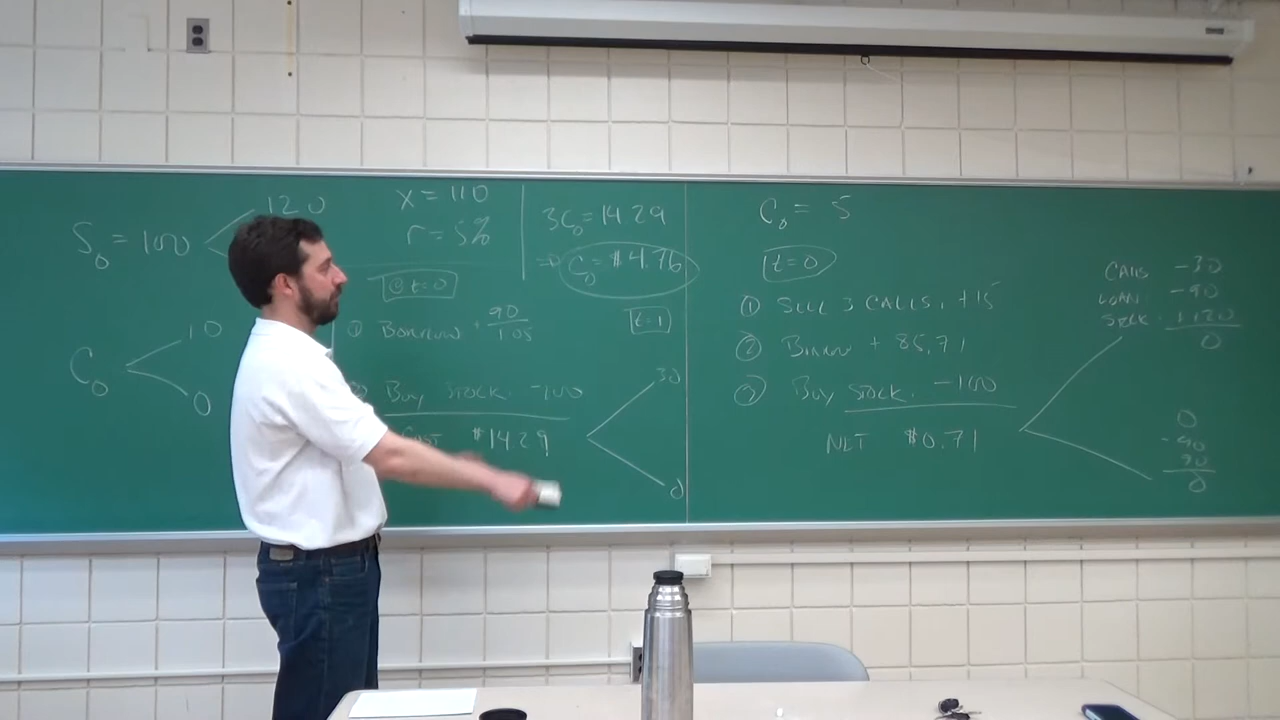 S₀ = 100
120
C₀
10
0
X = 110
r = 5%
@ t=0
① BORROW + 90/105
BUY STOCK. -100
COST $14.29
3C₀ = 14.29
⇒ C₀ = $4.76
t=1
30
0
C₀ = 5
t=0
① SELL 3 CALLS, +15
② BORROW + 85.71
③ BUY STOCK. -100
NET $0.71
CALLS -30
LOAN -90
STOCK +120
0
0
-90
90
0